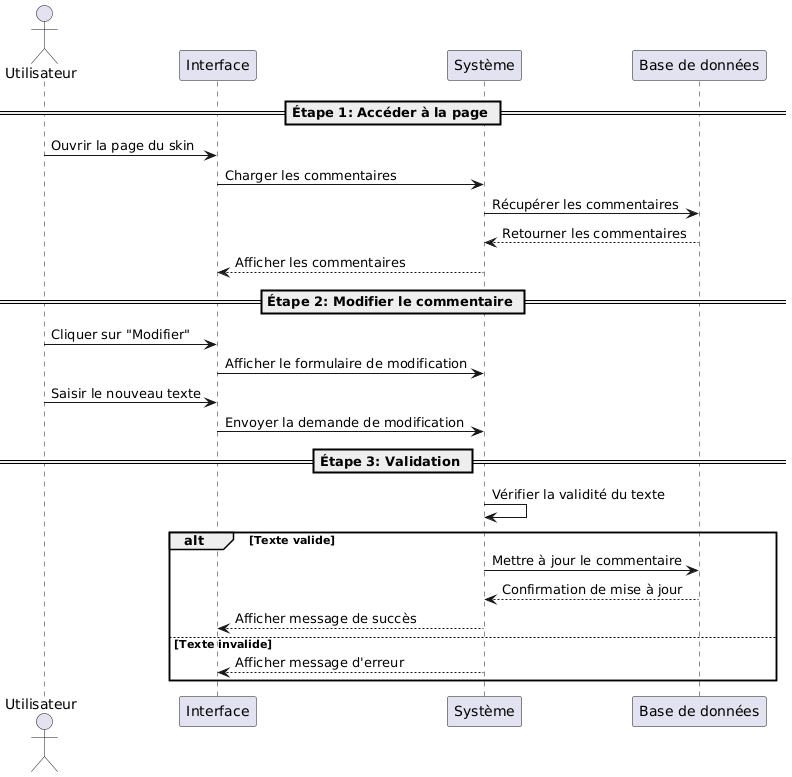 Utilisateur
Interface
Système
Base de données
Étape 1: Accéder à la page
Ouvrir la page du skin
Charger les commentaires
Récupérer les commentaires
Retourner les commentaires
Afficher les commentaires
Étape 2: Modifier le commentaire
Cliquer sur "Modifier"
Afficher le formulaire de modification
Saisir le nouveau texte
Envoyer la demande de modification
Étape 3: Validation
Vérifier la validité du texte
alt [Texte valide]
Mettre à jour le commentaire
Confirmation de mise à jour
Afficher message de succès
[Texte invalide]
Afficher message d'erreur
Utilisateur
Interface
Système
Base de données